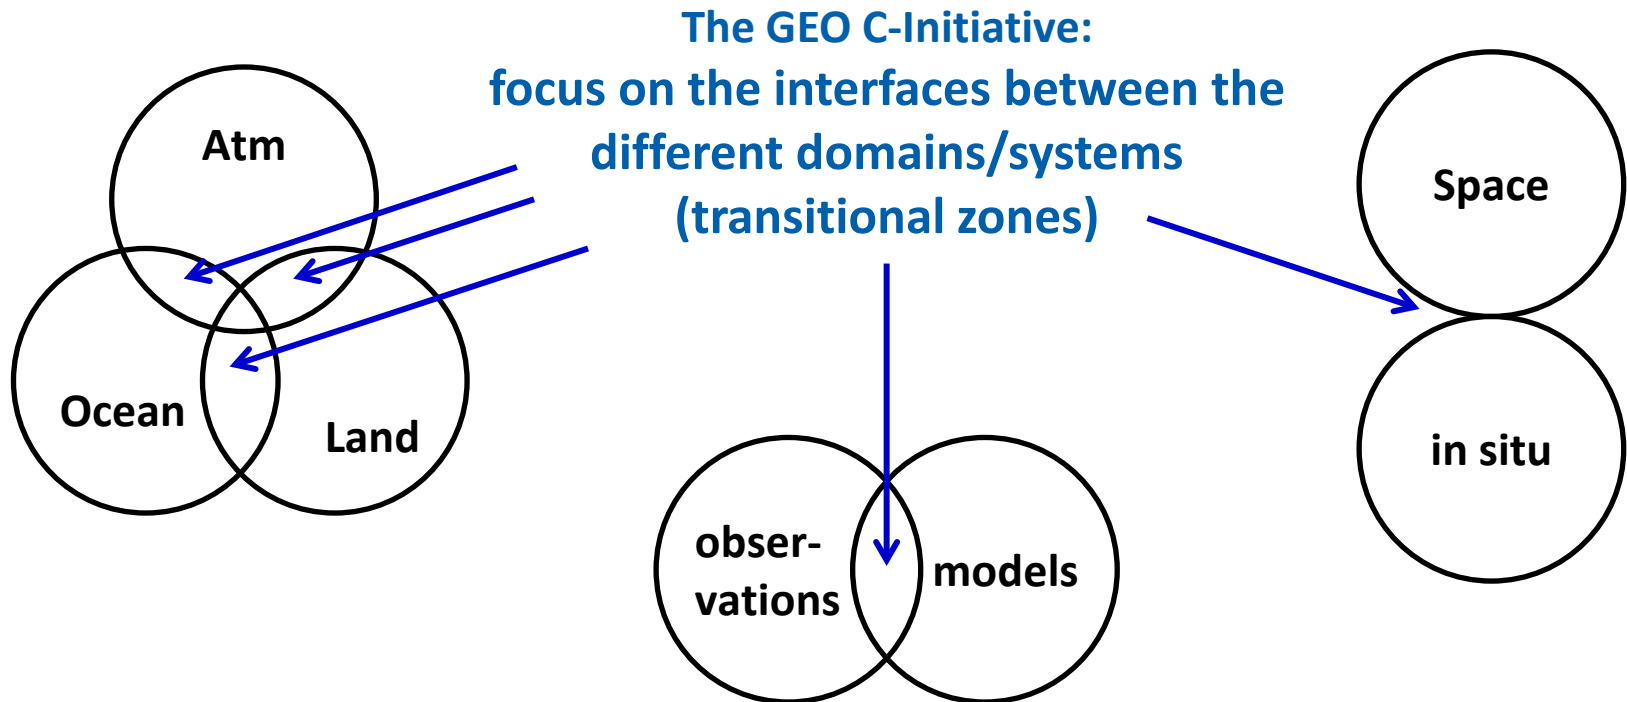 The GEO C-Initiative:
focus on the interfaces between the
different domains/systems
(transitional zones)
Atm
Ocean
Land
obser-
vations
models
Space
in situ